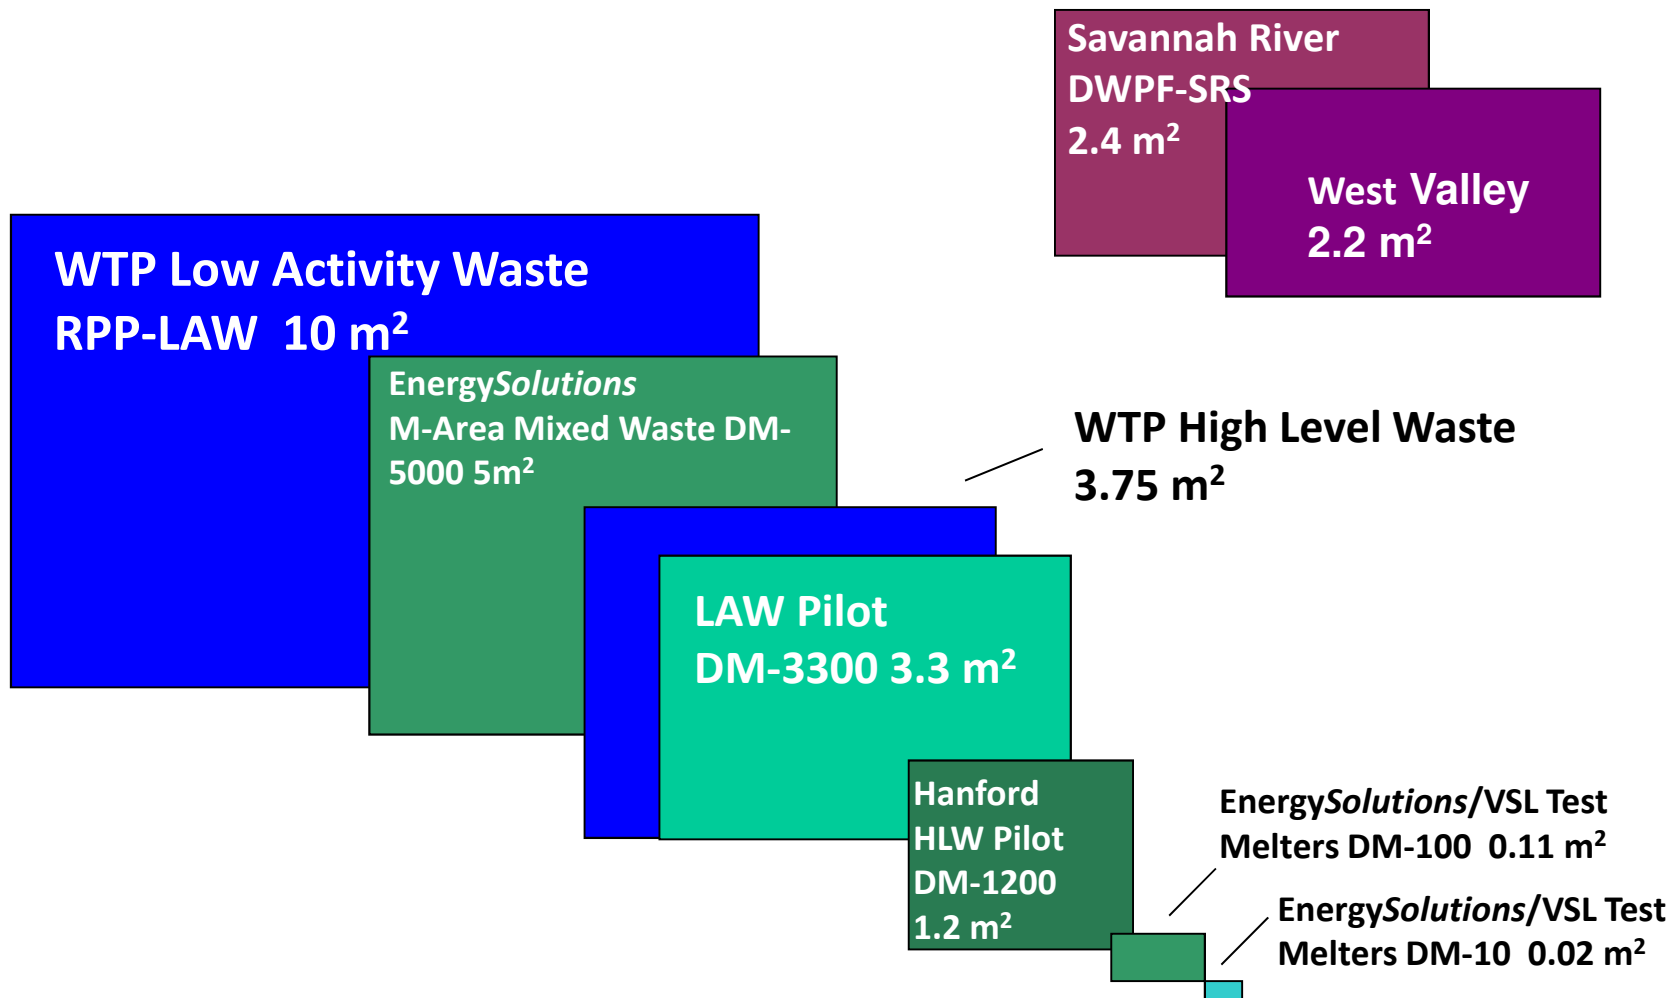 Savannah River
DWPF-SRS
2.4 m²
West Valley
2.2 m²
WTP Low Activity Waste
RPP-LAW  10 m²
EnergySolutions
M-Area Mixed Waste DM-
5000 5m²
WTP High Level Waste
3.75 m²
LAW Pilot
DM-3300 3.3 m²
Hanford
HLW Pilot
DM-1200
1.2 m²
EnergySolutions/VSL Test
Melters DM-100  0.11 m²
EnergySolutions/VSL Test
Melters DM-10  0.02 m²